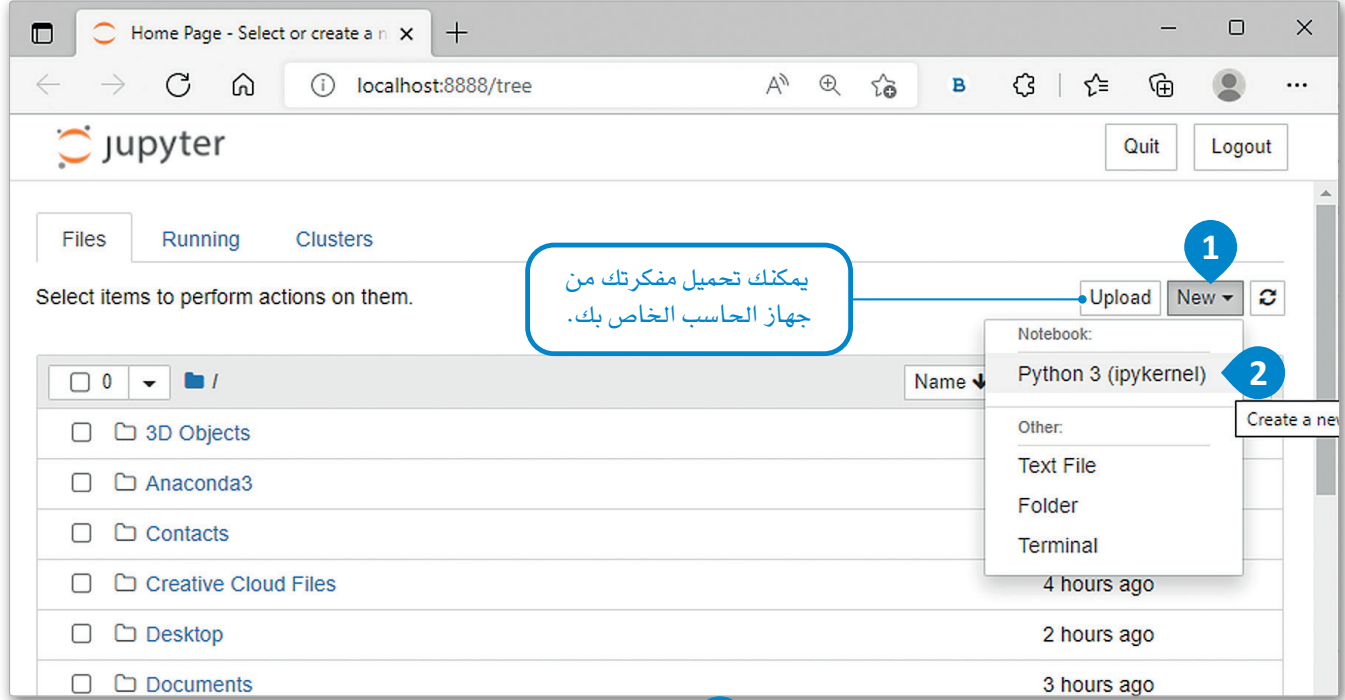 Home Page - Select or create a n
localhost:8888/tree
jupyter
Quit
Logout
Files
Running
Clusters
1
يمكنك تحميل مفكرتك من
جهاز الحاسب الخاص بك.
Select items to perform actions on them.
Upload
New
Notebook:
0
/
Name
Python 3 (ipykernel)
2
Create a new
3D Objects
Other:
Anaconda3
Text File
Folder
Contacts
Terminal
Creative Cloud Files
4 hours ago
Desktop
2 hours ago
Documents
3 hours ago